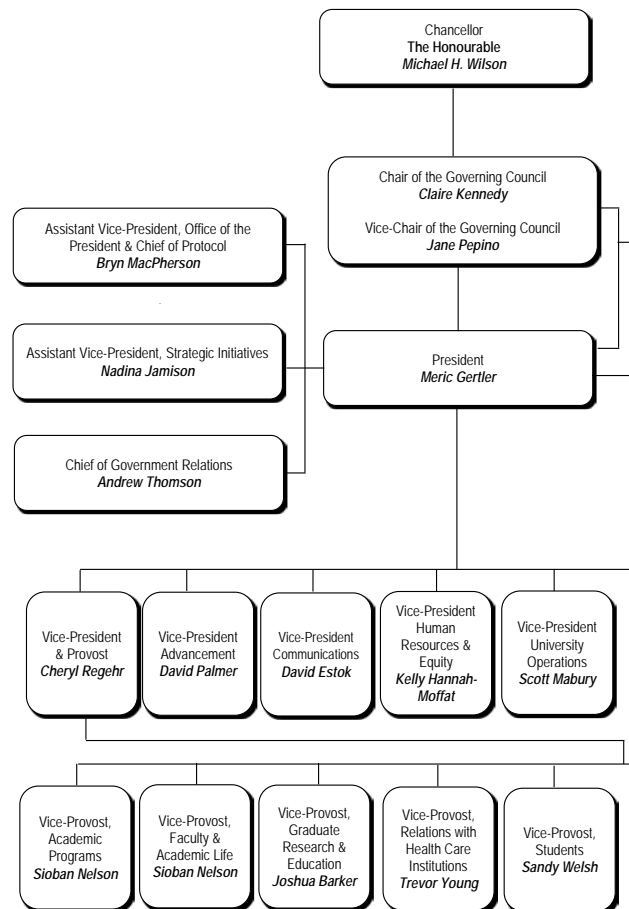 Chancellor
The Honourable
Michael H. Wilson
Chair of the Governing Council
Claire Kennedy
Vice-Chair of the Governing Council
Jane Pepino
Assistant Vice-President, Office of the
President & Chief of Protocol
Bryn MacPherson
Assistant Vice-President, Strategic Initiatives
Nadina Jamison
President
Meric Gertler
Chief of Government Relations
Andrew Thomson
Vice-President
& Provost
Cheryl Regehr
Vice-President
Advancement
David Palmer
Vice-President
Communications
David Estok
Vice-President
Human
Resources &
Equity
Kelly Hannah-
Moffat
Vice-President
University
Operations
Scott Mabury
Vice-Provost,
Academic
Programs
Sioban Nelson
Vice-Provost,
Faculty &
Academic Life
Sioban Nelson
Vice-Provost,
Graduate
Research &
Education
Joshua Barker
Vice-Provost,
Relations with
Health Care
Institutions
Trevor Young
Vice-Provost,
Students
Sandy Welsh